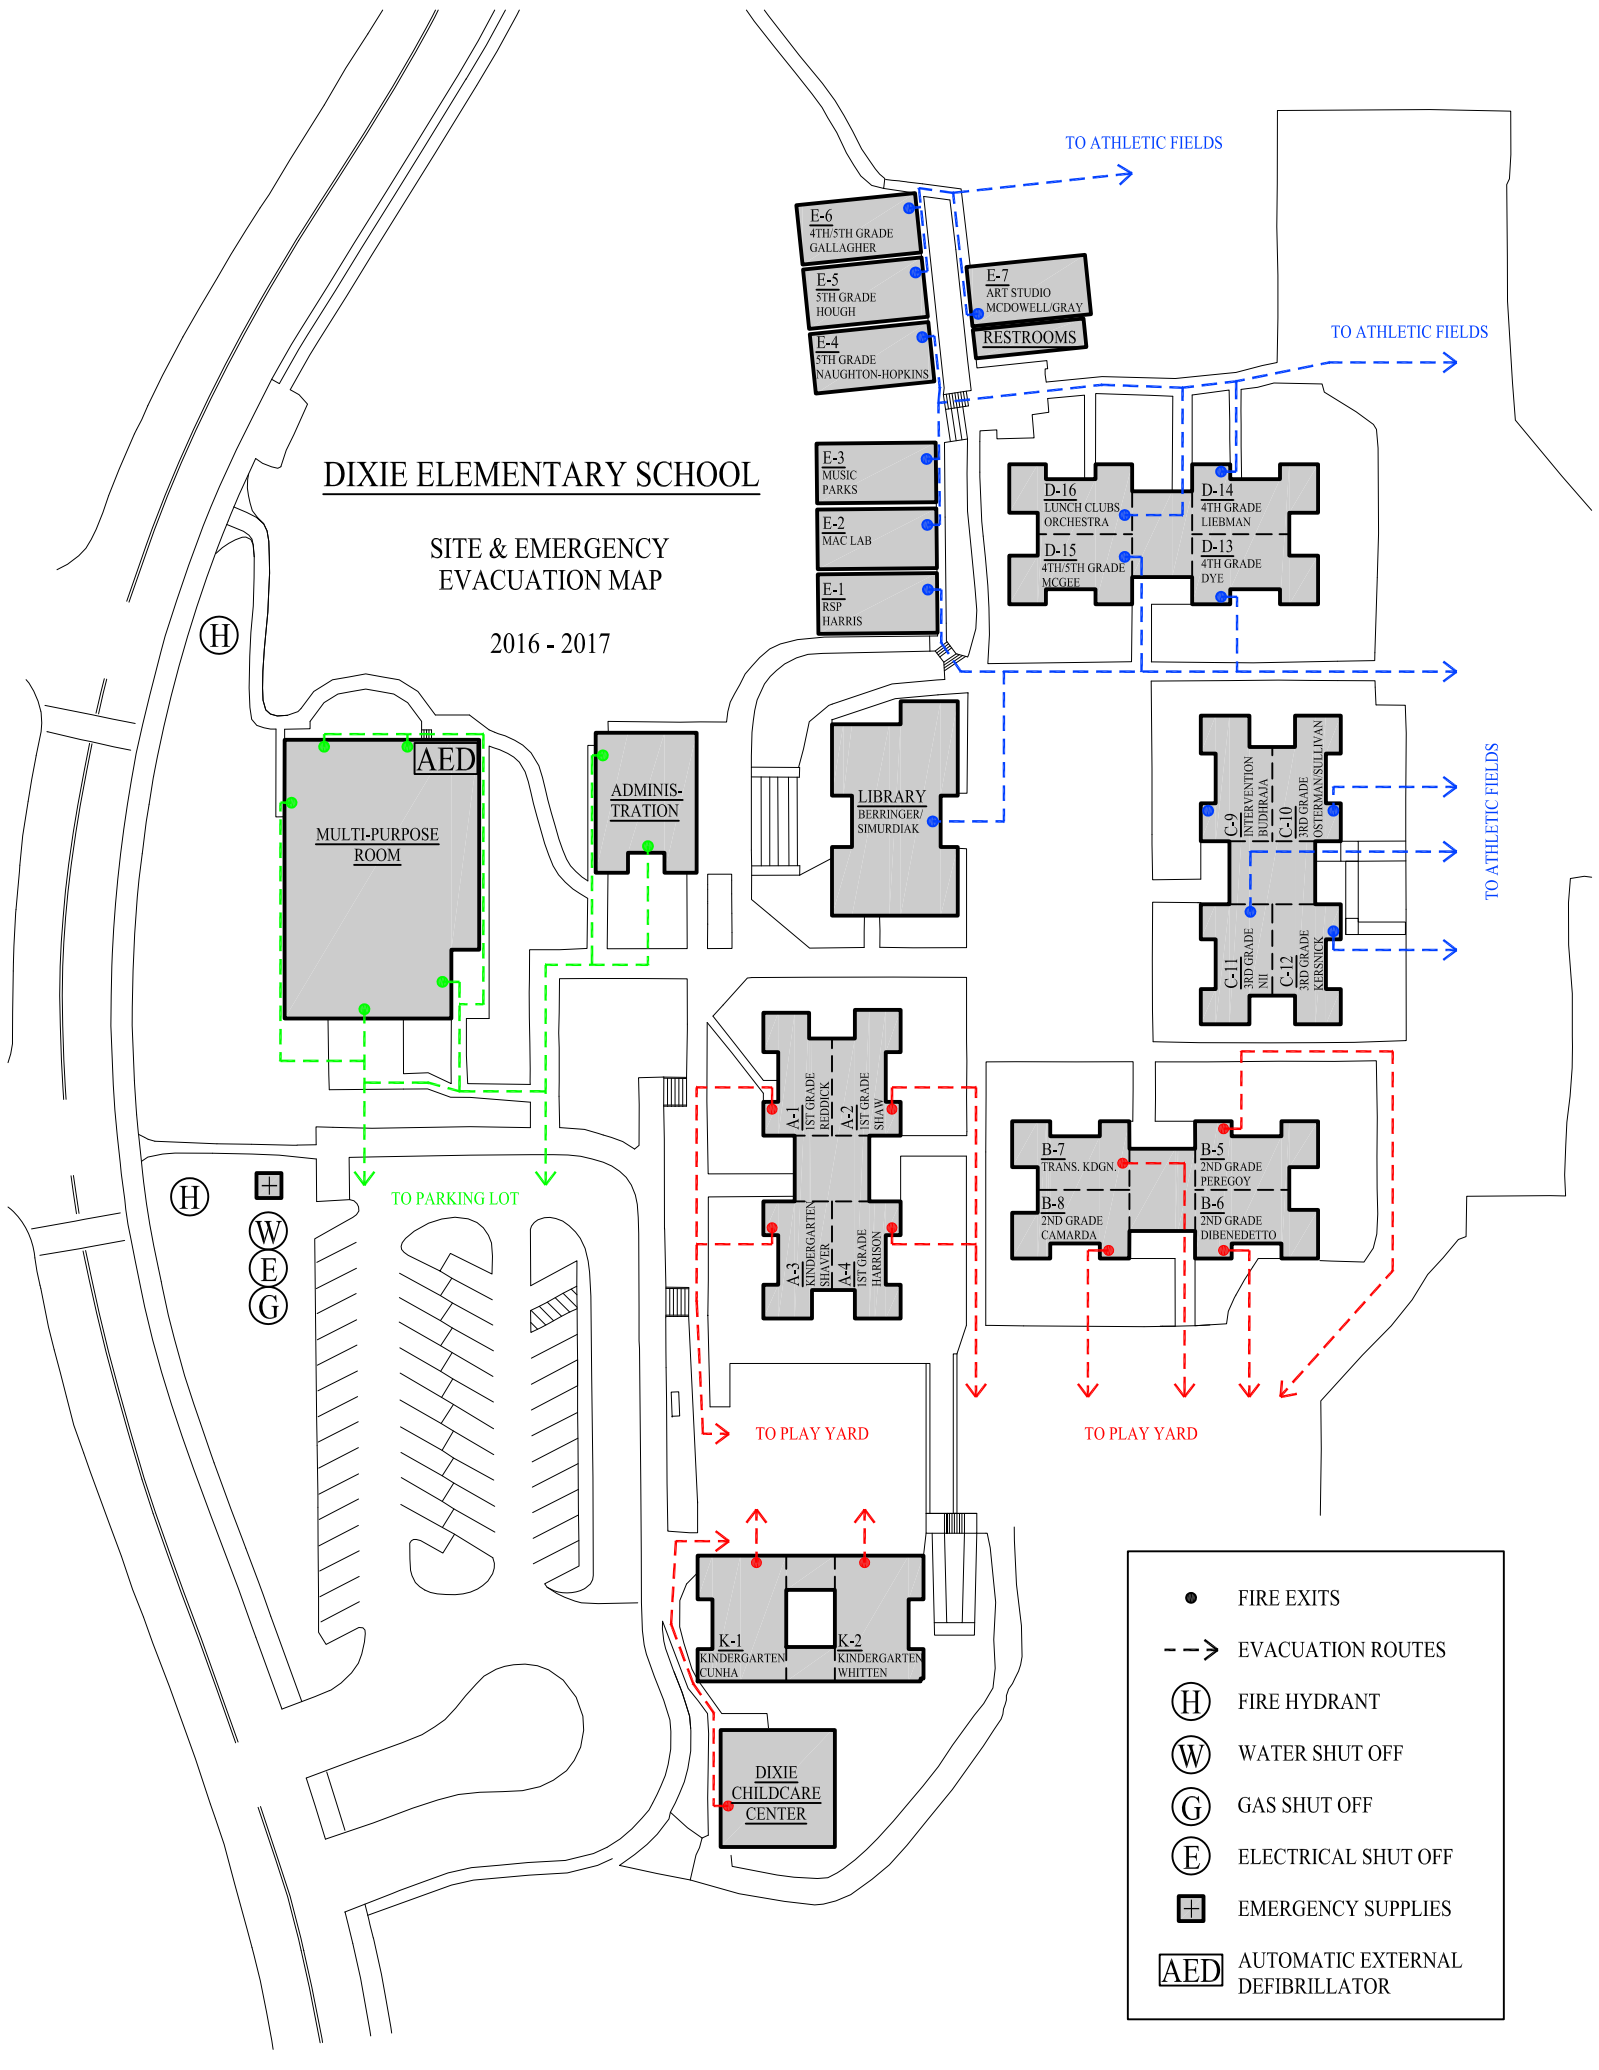 TO ATHLETIC FIELDS
E-6
4TH/5TH GRADE
GALLAGHER
E-5
5TH GRADE
HOUGH
E-7
ART STUDIO
MCDOWELL/GRAY
RESTROOMS
E-4
5TH GRADE
NAUGHTON-HOPKINS
TO ATHLETIC FIELDS
DIXIE ELEMENTARY SCHOOL
SITE & EMERGENCY
EVACUATION MAP
2016 - 2017
E-3
MUSIC
PARKS
E-2
MAC LAB
E-1
RSP
HARRIS
D-16
LUNCH CLUBS
ORCHESTRA
D-14
4TH GRADE
LIEBMAN
D-15
4TH/5TH GRADE
MCGEE
D-13
4TH GRADE
DYE
H
AED
MULTI-PURPOSE
ROOM
ADMINIS-
TRATION
LIBRARY
BERRINGER/
SIMURDIAK
C-9
INTERVENTION
BUDHRAJA
C-10
3RD GRADE
OSTERMAN/SULLIVAN
TO ATHLETIC FIELDS
C-11
3RD GRADE
NII
C-12
3RD GRADE
KERSNICK
A-1
1ST GRADE
REDDICK
A-2
1ST GRADE
SHAW
B-7
TRANS. KDGN.
B-5
2ND GRADE
PEREGOY
B-8
2ND GRADE
CAMARDA
B-6
2ND GRADE
DIBENEDETTO
H
W
E
G
TO PARKING LOT
A-3
KINDERGARTEN
SHAVER
A-4
1ST GRADE
HARRISON
TO PLAY YARD
TO PLAY YARD
K-1
KINDERGARTEN
CUNHA
K-2
KINDERGARTEN
WHITTEN
DIXIE
CHILDCARE
CENTER
FIRE EXITS
EVACUATION ROUTES
H FIRE HYDRANT
W WATER SHUT OFF
G GAS SHUT OFF
E ELECTRICAL SHUT OFF
EMERGENCY SUPPLIES
AED AUTOMATIC EXTERNAL
DEFIBRILLATOR